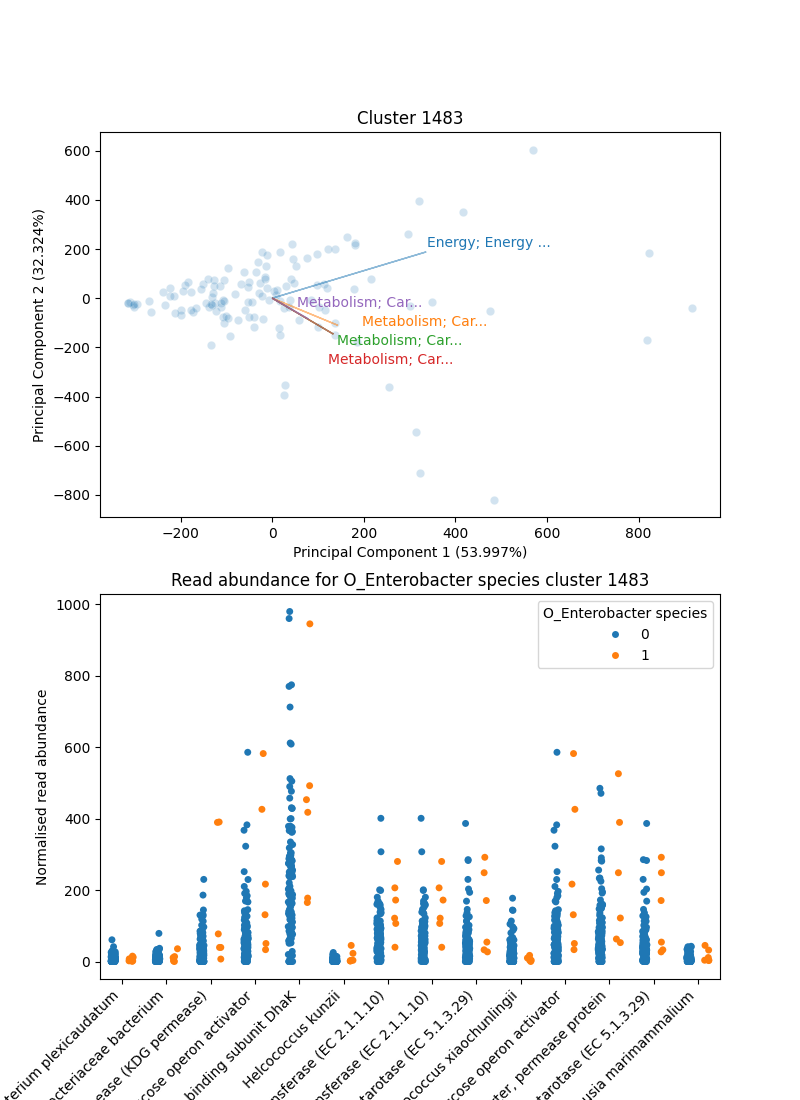 Cluster 1483
Principal Component 2 (32.324%)
600
400
200
0
−200
−400
−600
−800
Energy; Energy ...
Metabolism; Car...
Metabolism; Car...
Metabolism; Car...
Metabolism; Car...
−200 0 200 400 600 800
Principal Component 1 (53.997%)
Read abundance for O_Enterobacter species cluster 1483
Normalised read abundance
1000
800
600
400
200
0
O_Enterobacter species
0
1
terium plexicaudatum
acteriaceae bacterium
ease (KDG permease)
cose operon activator
binding subunit DhaK
Helcococcus kunzii
nsferase (EC 2.1.1.10)
nsferase (EC 2.1.1.10)
tarotase (EC 5.1.3.29)
ococcus xiaochunlingii
cose operon activator
ter, permease protein
tarotase (EC 5.1.3.29)
usia marimammalium